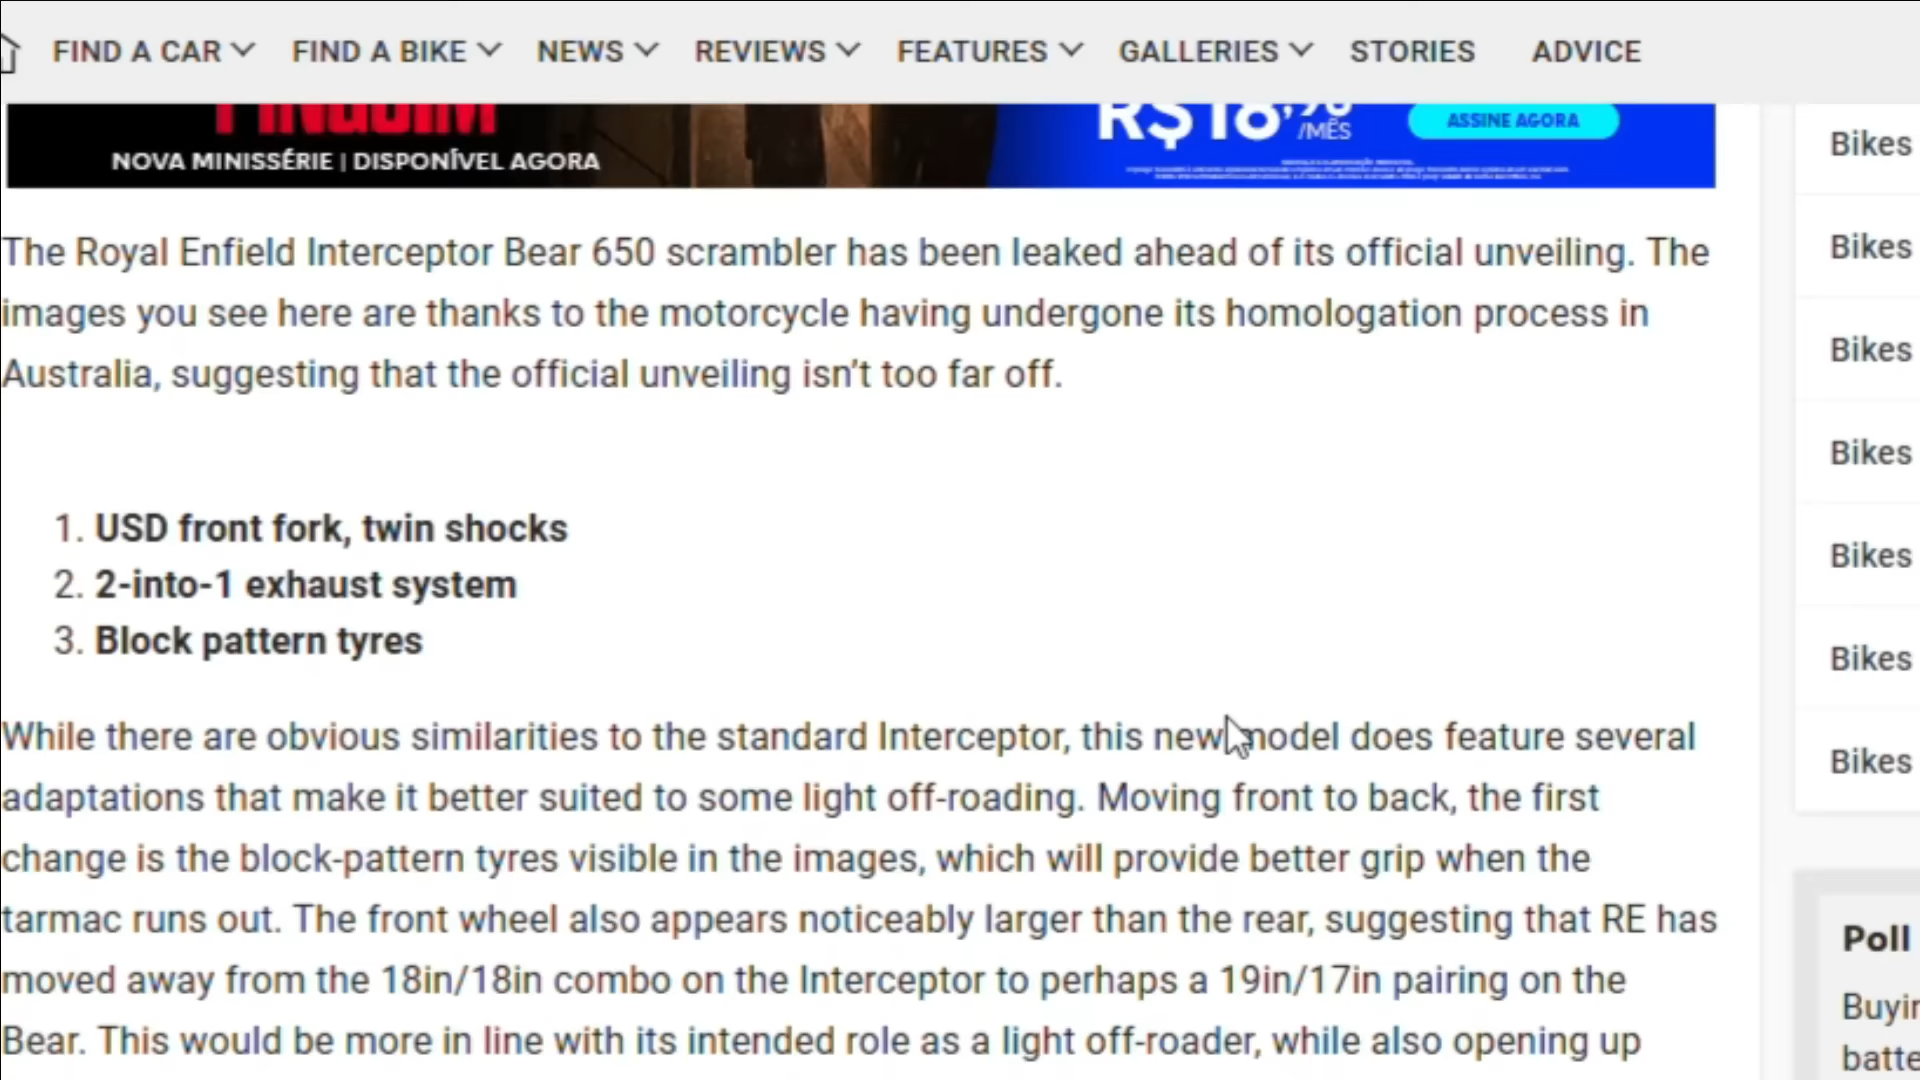 FIND A CAR FIND A BIKE NEWS REVIEWS FEATURES GALLERIES STORIES ADVICE
NOVA MINISSÉRIE | DISPONÍVEL AGORA
R$18,90
/MÊS
ASSINE AGORA
The Royal Enfield Interceptor Bear 650 scrambler has been leaked ahead of its official unveiling. The
images you see here are thanks to the motorcycle having undergone its homologation process in
Australia, suggesting that the official unveiling isn't too far off.
1. USD front fork, twin shocks
2. 2-into-1 exhaust system
3. Block pattern tyres
While there are obvious similarities to the standard Interceptor, this new model does feature several
adaptations that make it better suited to some light off-roading. Moving front to back, the first
change is the block-pattern tyres visible in the images, which will provide better grip when the
tarmac runs out. The front wheel also appears noticeably larger than the rear, suggesting that RE has
moved away from the 18in/18in combo on the Interceptor to perhaps a 19in/17in pairing on the
Bear. This would be more in line with its intended role as a light off-roader, while also opening up
Bikes
Bikes
Bikes
Bikes
Bikes
Bikes
Bikes
Poll